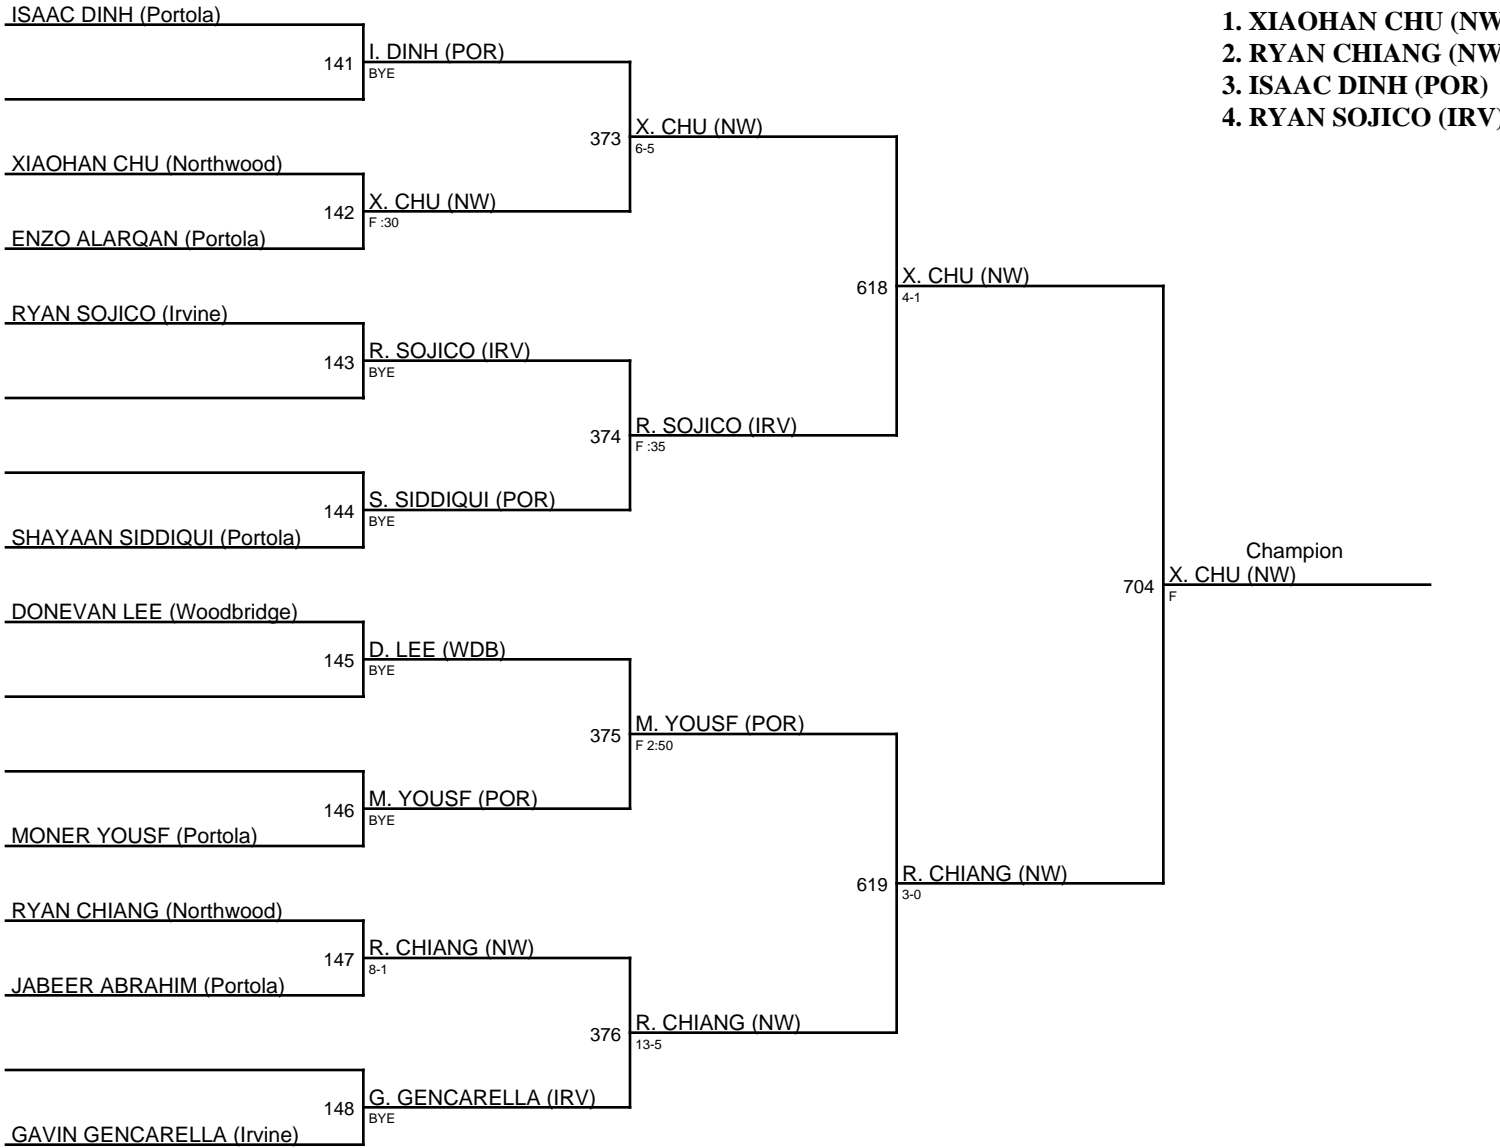 ISAAC DINH (Portola)
141
I. DINH (POR)
BYE
373
X. CHU (NW)
6-5
XIAOHAN CHU (Northwood)
142
X. CHU (NW)
F :30
ENZO ALARQAN (Portola)
618
X. CHU (NW)
4-1
RYAN SOJICO (Irvine)
143
R. SOJICO (IRV)
BYE
374
R. SOJICO (IRV)
F :35
144
S. SIDDIQUI (POR)
BYE
SHAYAAN SIDDIQUI (Portola)
Champion
704
X. CHU (NW)
F
DONEVAN LEE (Woodbridge)
145
D. LEE (WDB)
BYE
375
M. YOUSF (POR)
F 2:50
146
M. YOUSF (POR)
BYE
MONER YOUSF (Portola)
619
R. CHIANG (NW)
3-0
RYAN CHIANG (Northwood)
147
R. CHIANG (NW)
8-1
JABEER ABRAHIM (Portola)
376
R. CHIANG (NW)
13-5
148
G. GENCARELLA (IRV)
BYE
GAVIN GENCARELLA (Irvine)
1. XIAOHAN CHU (NW
2. RYAN CHIANG (NW
3. ISAAC DINH (POR)
4. RYAN SOJICO (IRV)